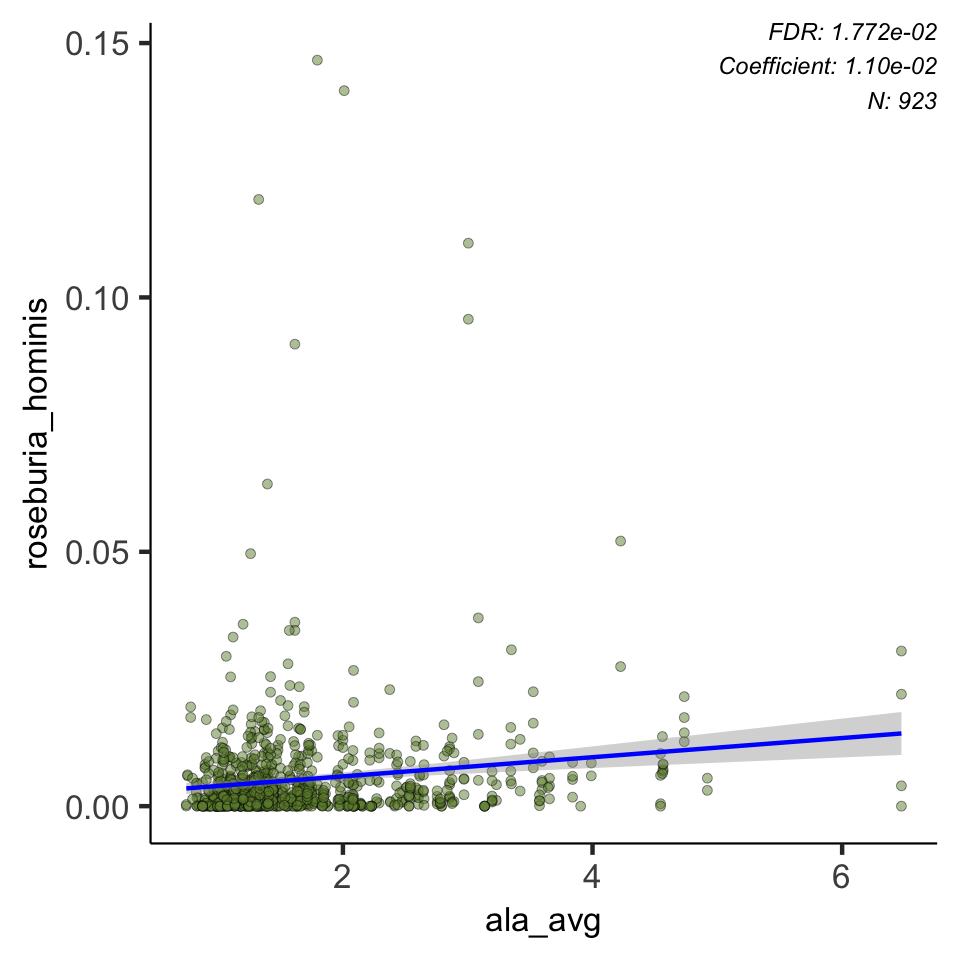 FDR: 1.772e-02
Coefficient: 1.10e-02
N: 923
0.15
0.10
0.05
0.00
roseburia_hominis
2 4 6
ala_avg